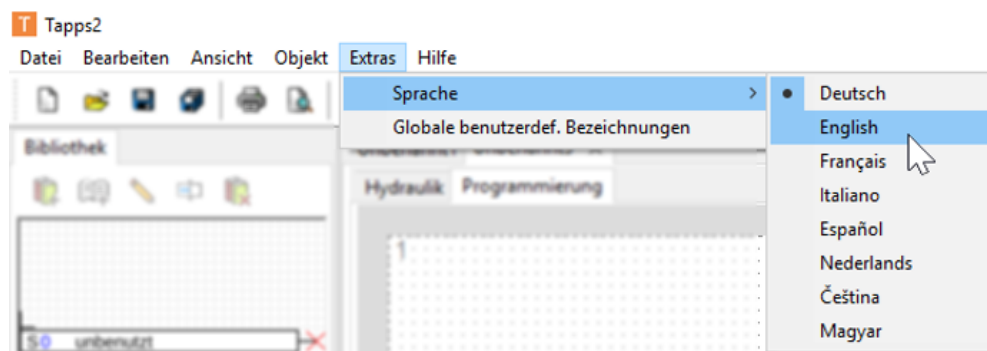 Tapps2
Datei Bearbeiten Ansicht Objekt Extras Hilfe
Sprache
Deutsch
Globale benutzerdef. Bezeichnungen
English
Bibliothek
Français
Hydraulik Programmierung
Italiano
Español
1
Nederlands
Čeština
S0 unbenutzt
Magyar